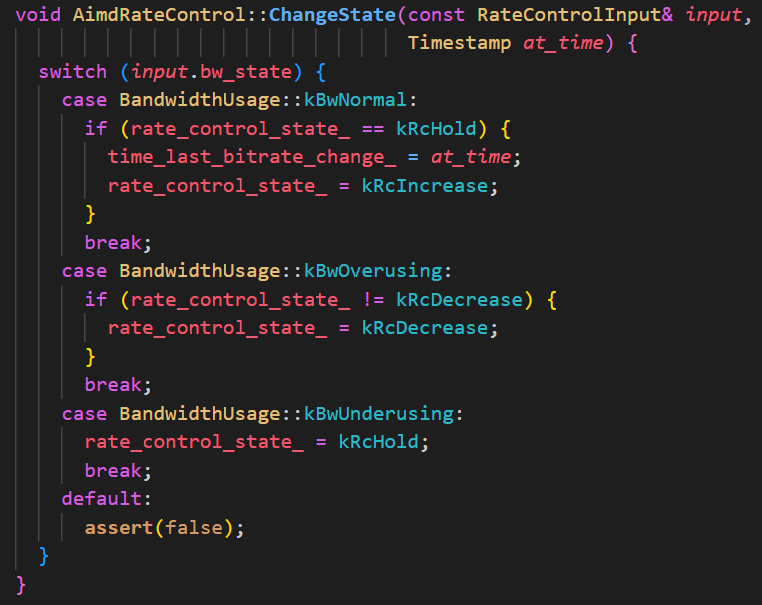 void AimdRateControl::ChangeState(const RateControlInput& input,
                                  Timestamp at_time) {
  switch (input.bw_state) {
    case BandwidthUsage::kBwNormal:
      if (rate_control_state_ == kRcHold) {
        time_last_bitrate_change_ = at_time;
        rate_control_state_ = kRcIncrease;
      }
      break;
    case BandwidthUsage::kBwOverusing:
      if (rate_control_state_ != kRcDecrease) {
        rate_control_state_ = kRcDecrease;
      }
      break;
    case BandwidthUsage::kBwUnderusing:
      rate_control_state_ = kRcHold;
      break;
    default:
      assert(false);
  }
}